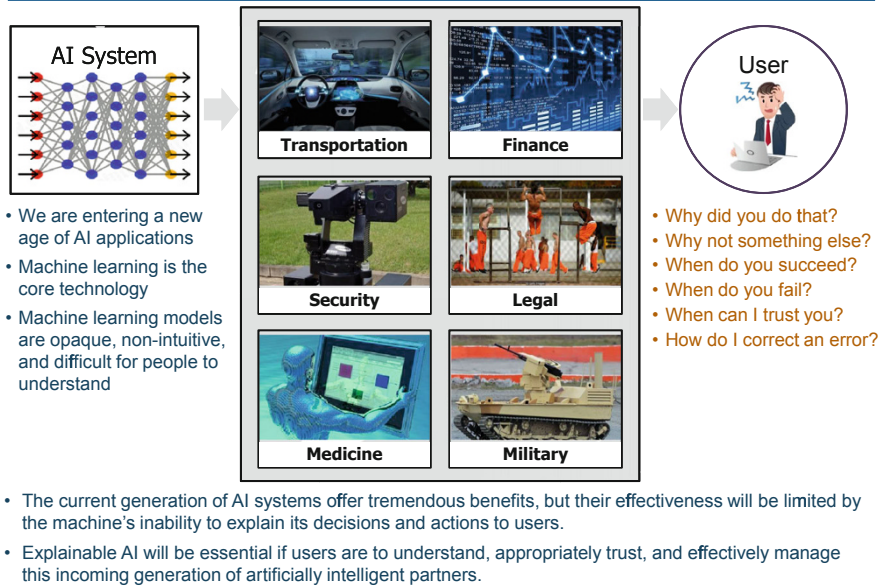 AI System
• We are entering a new
age of AI applications
• Machine learning is the
core technology
• Machine learning models
are opaque, non-intuitive,
and difficult for people to
understand
Transportation
Finance
Security
Legal
Medicine
Military
User
• Why did you do that?
• Why not something else?
• When do you succeed?
• When do you fail?
• When can I trust you?
• How do I correct an error?
• The current generation of AI systems offer tremendous benefits, but their effectiveness will be limited by
the machine’s inability to explain its decisions and actions to users.
• Explainable AI will be essential if users are to understand, appropriately trust, and effectively manage
this incoming generation of artificially intelligent partners.